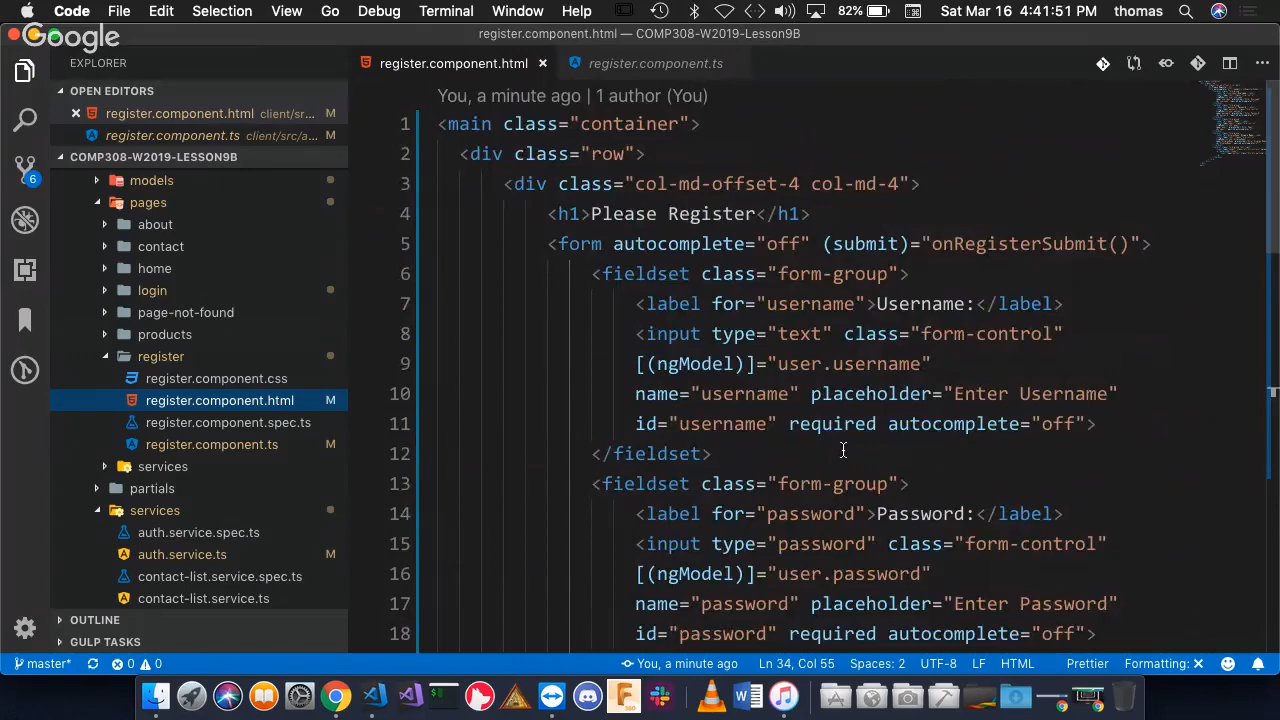 Code File Edit Selection View Go Debug Terminal Window Help 82% Sat Mar 16 4:41:51 PM thomas
Google
register.component.html — COMP308-W2019-Lesson9B
EXPLORER
register.component.html
register.component.ts
OPEN EDITORS
register.component.html client/sr... M
register.component.ts client/src/a...
COMP308-W2019-LESSON9B
models
pages
about
contact
home
login
page-not-found
products
register
register.component.css
register.component.html M
register.component.spec.ts
register.component.ts M
services
partials
services
auth.service.spec.ts
auth.service.ts M
contact-list.service.spec.ts
contact-list.service.ts
OUTLINE
GULP TASKS
6
You, a minute ago | 1 author (You)
1 <main class="container">
2 <div class="row">
3 <div class="col-md-offset-4 col-md-4">
4 <h1>Please Register</h1>
5 <form autocomplete="off" (submit)="onRegisterSubmit()">
6 <fieldset class="form-group">
7 <label for="username">Username:</label>
8 <input type="text" class="form-control"
9 [(ngModel)]="user.username"
10 name="username" placeholder="Enter Username"
11 id="username" required autocomplete="off">
12 </fieldset>
13 <fieldset class="form-group">
14 <label for="password">Password:</label>
15 <input type="password" class="form-control"
16 [(ngModel)]="user.password"
17 name="password" placeholder="Enter Password"
18 id="password" required autocomplete="off">
master* 0 0 You, a minute ago Ln 34, Col 55 Spaces: 2 UTF-8 LF HTML Prettier Formatting: ×